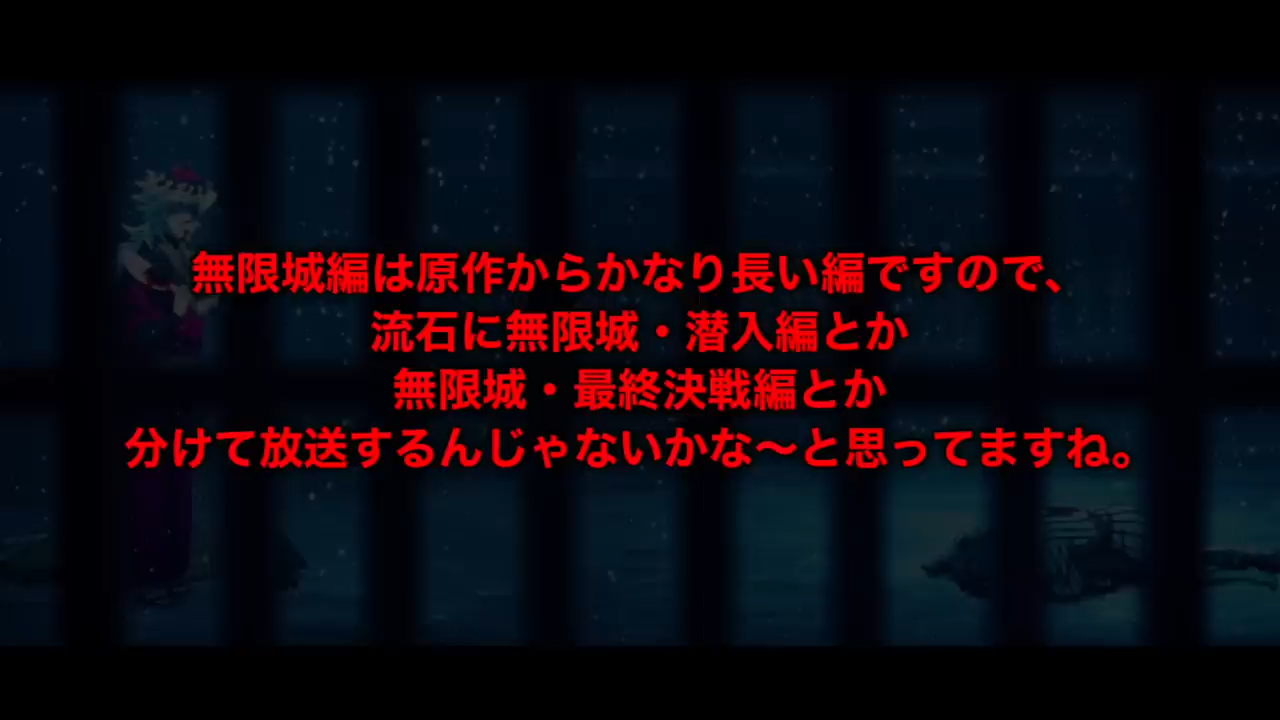 無限城編は原作からかなり長い編ですので、
流石に無限城・潜入編とか
無限城・最終決戦編とか
分けて放送するんじゃないかな〜と思ってますね。